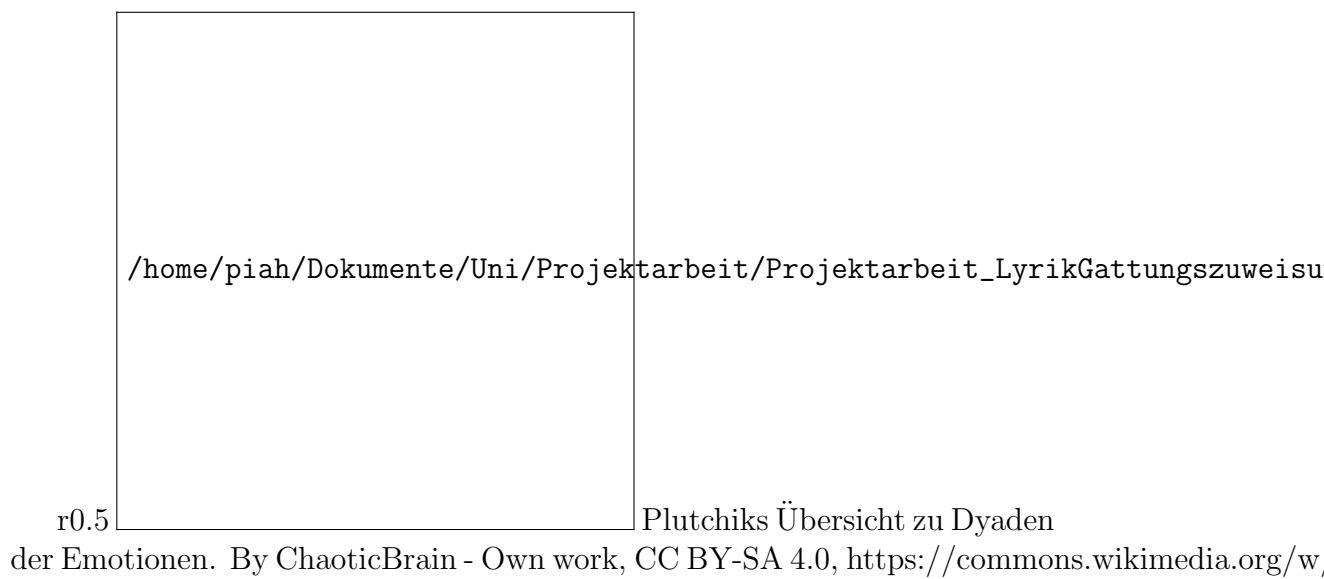 /home/piah/Dokumente/Uni/Projektarbeit/Projektarbeit_LyrikGattungszuweisu
r0.5 Plutchiks Übersicht zu Dyaden
der Emotionen. By ChaoticBrain - Own work, CC BY-SA 4.0, https://commons.wikimedia.org/w/